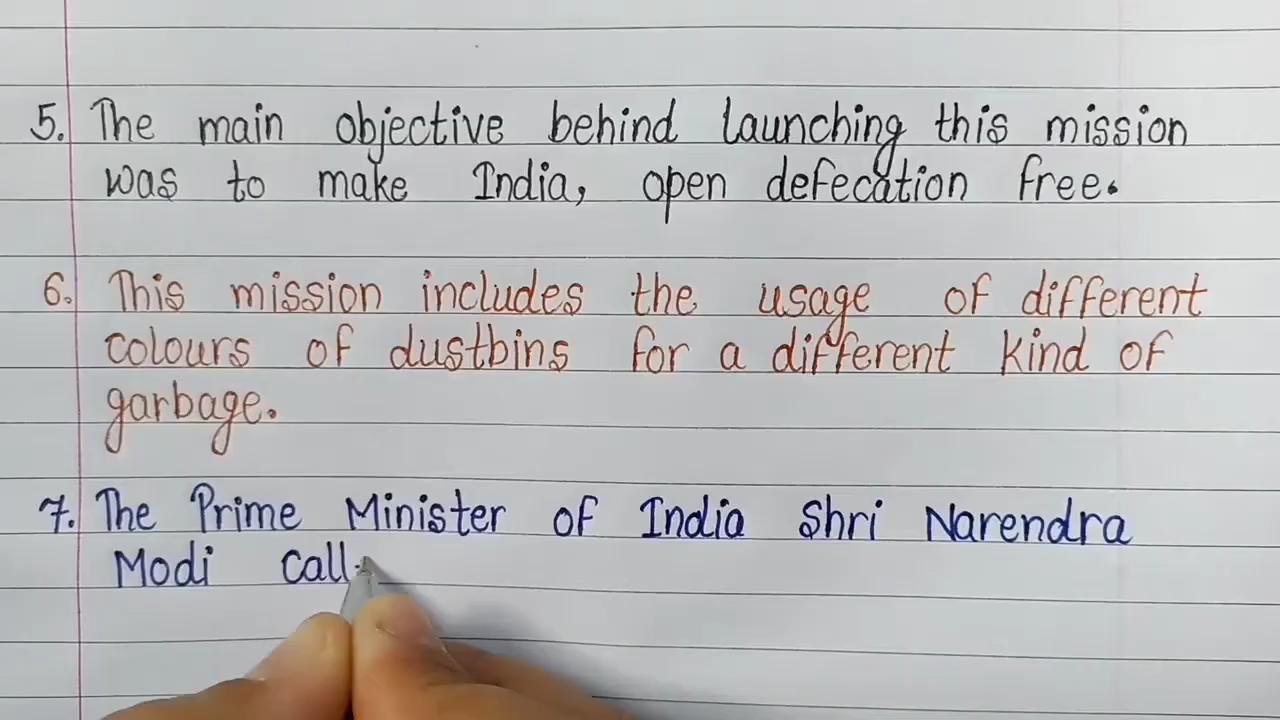 5. The main objective behind launching this mission
was to make India, open defecation free.
6. This mission includes the usage of different
colours of dustbins for a different kind of
garbage.
7. The Prime Minister of India Shri Narendra
Modi call